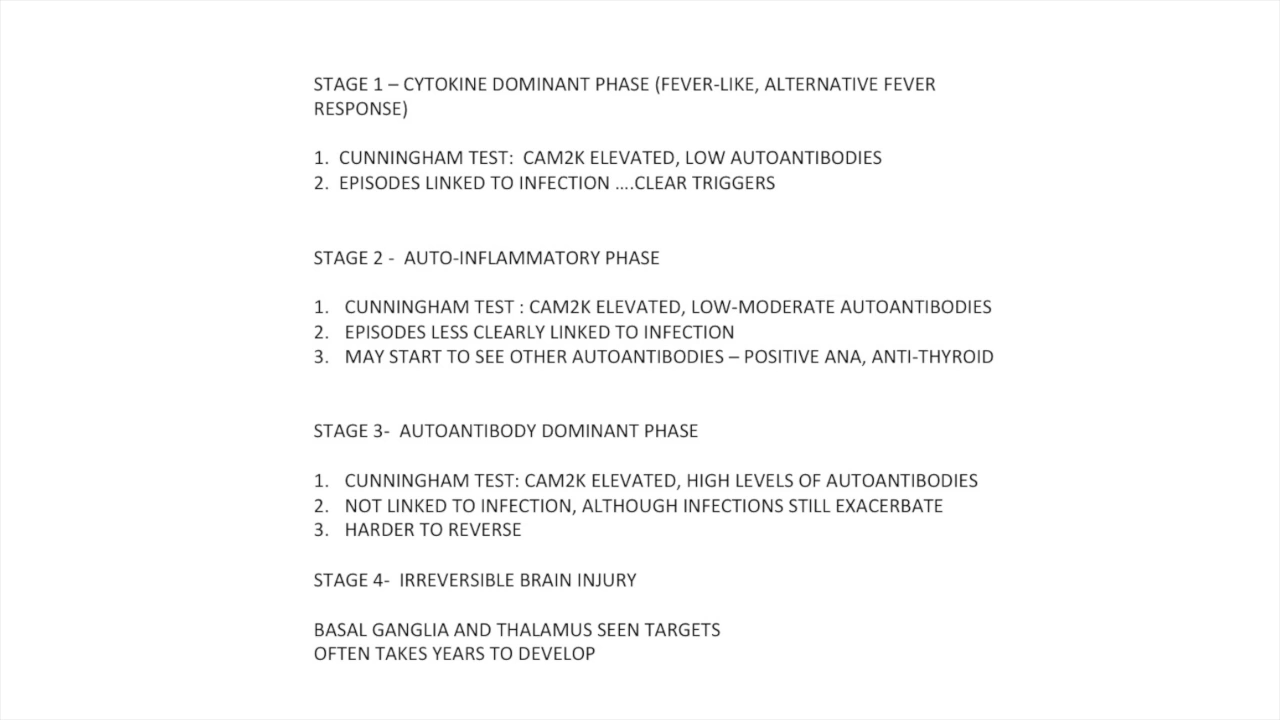 STAGE 1 – CYTOKINE DOMINANT PHASE (FEVER-LIKE, ALTERNATIVE FEVER
RESPONSE)
1. CUNNINGHAM TEST: CAM2K ELEVATED, LOW AUTOANTIBODIES
2. EPISODES LINKED TO INFECTION ....CLEAR TRIGGERS
STAGE 2 - AUTO-INFLAMMATORY PHASE
1. CUNNINGHAM TEST : CAM2K ELEVATED, LOW-MODERATE AUTOANTIBODIES
2. EPISODES LESS CLEARLY LINKED TO INFECTION
3. MAY START TO SEE OTHER AUTOANTIBODIES – POSITIVE ANA, ANTI-THYROID
STAGE 3- AUTOANTIBODY DOMINANT PHASE
1. CUNNINGHAM TEST: CAM2K ELEVATED, HIGH LEVELS OF AUTOANTIBODIES
2. NOT LINKED TO INFECTION, ALTHOUGH INFECTIONS STILL EXACERBATE
3. HARDER TO REVERSE
STAGE 4- IRREVERSIBLE BRAIN INJURY
BASAL GANGLIA AND THALAMUS SEEN TARGETS
OFTEN TAKES YEARS TO DEVELOP